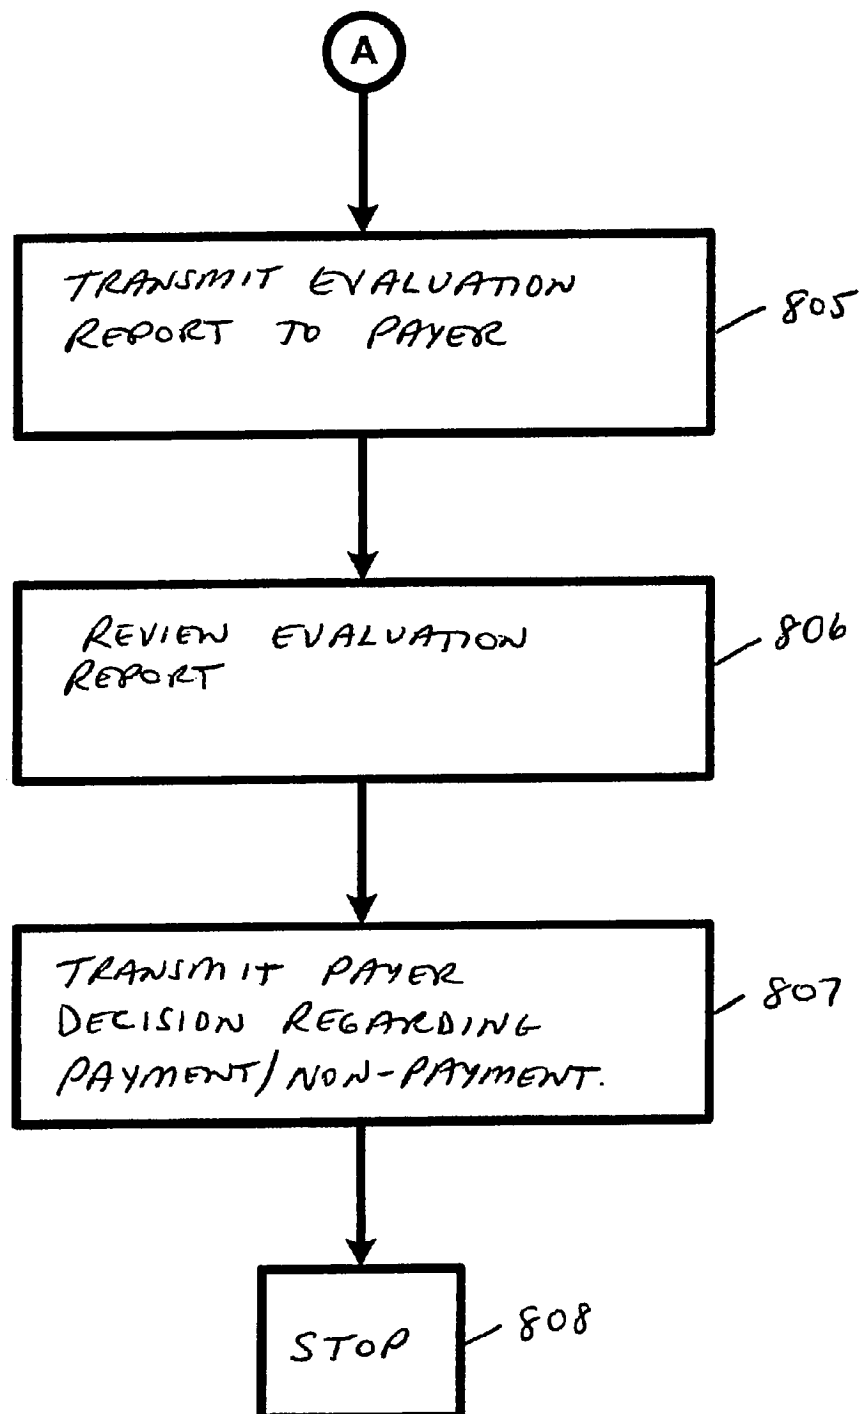 A
TRANSMIT EVALUATION
REPORT TO PAYER
805
REVIEW EVALUATION
REPORT
806
TRANSMIT PAYER
DECISION REGARDING
PAYMENT/NON-PAYMENT.
807
STOP
808